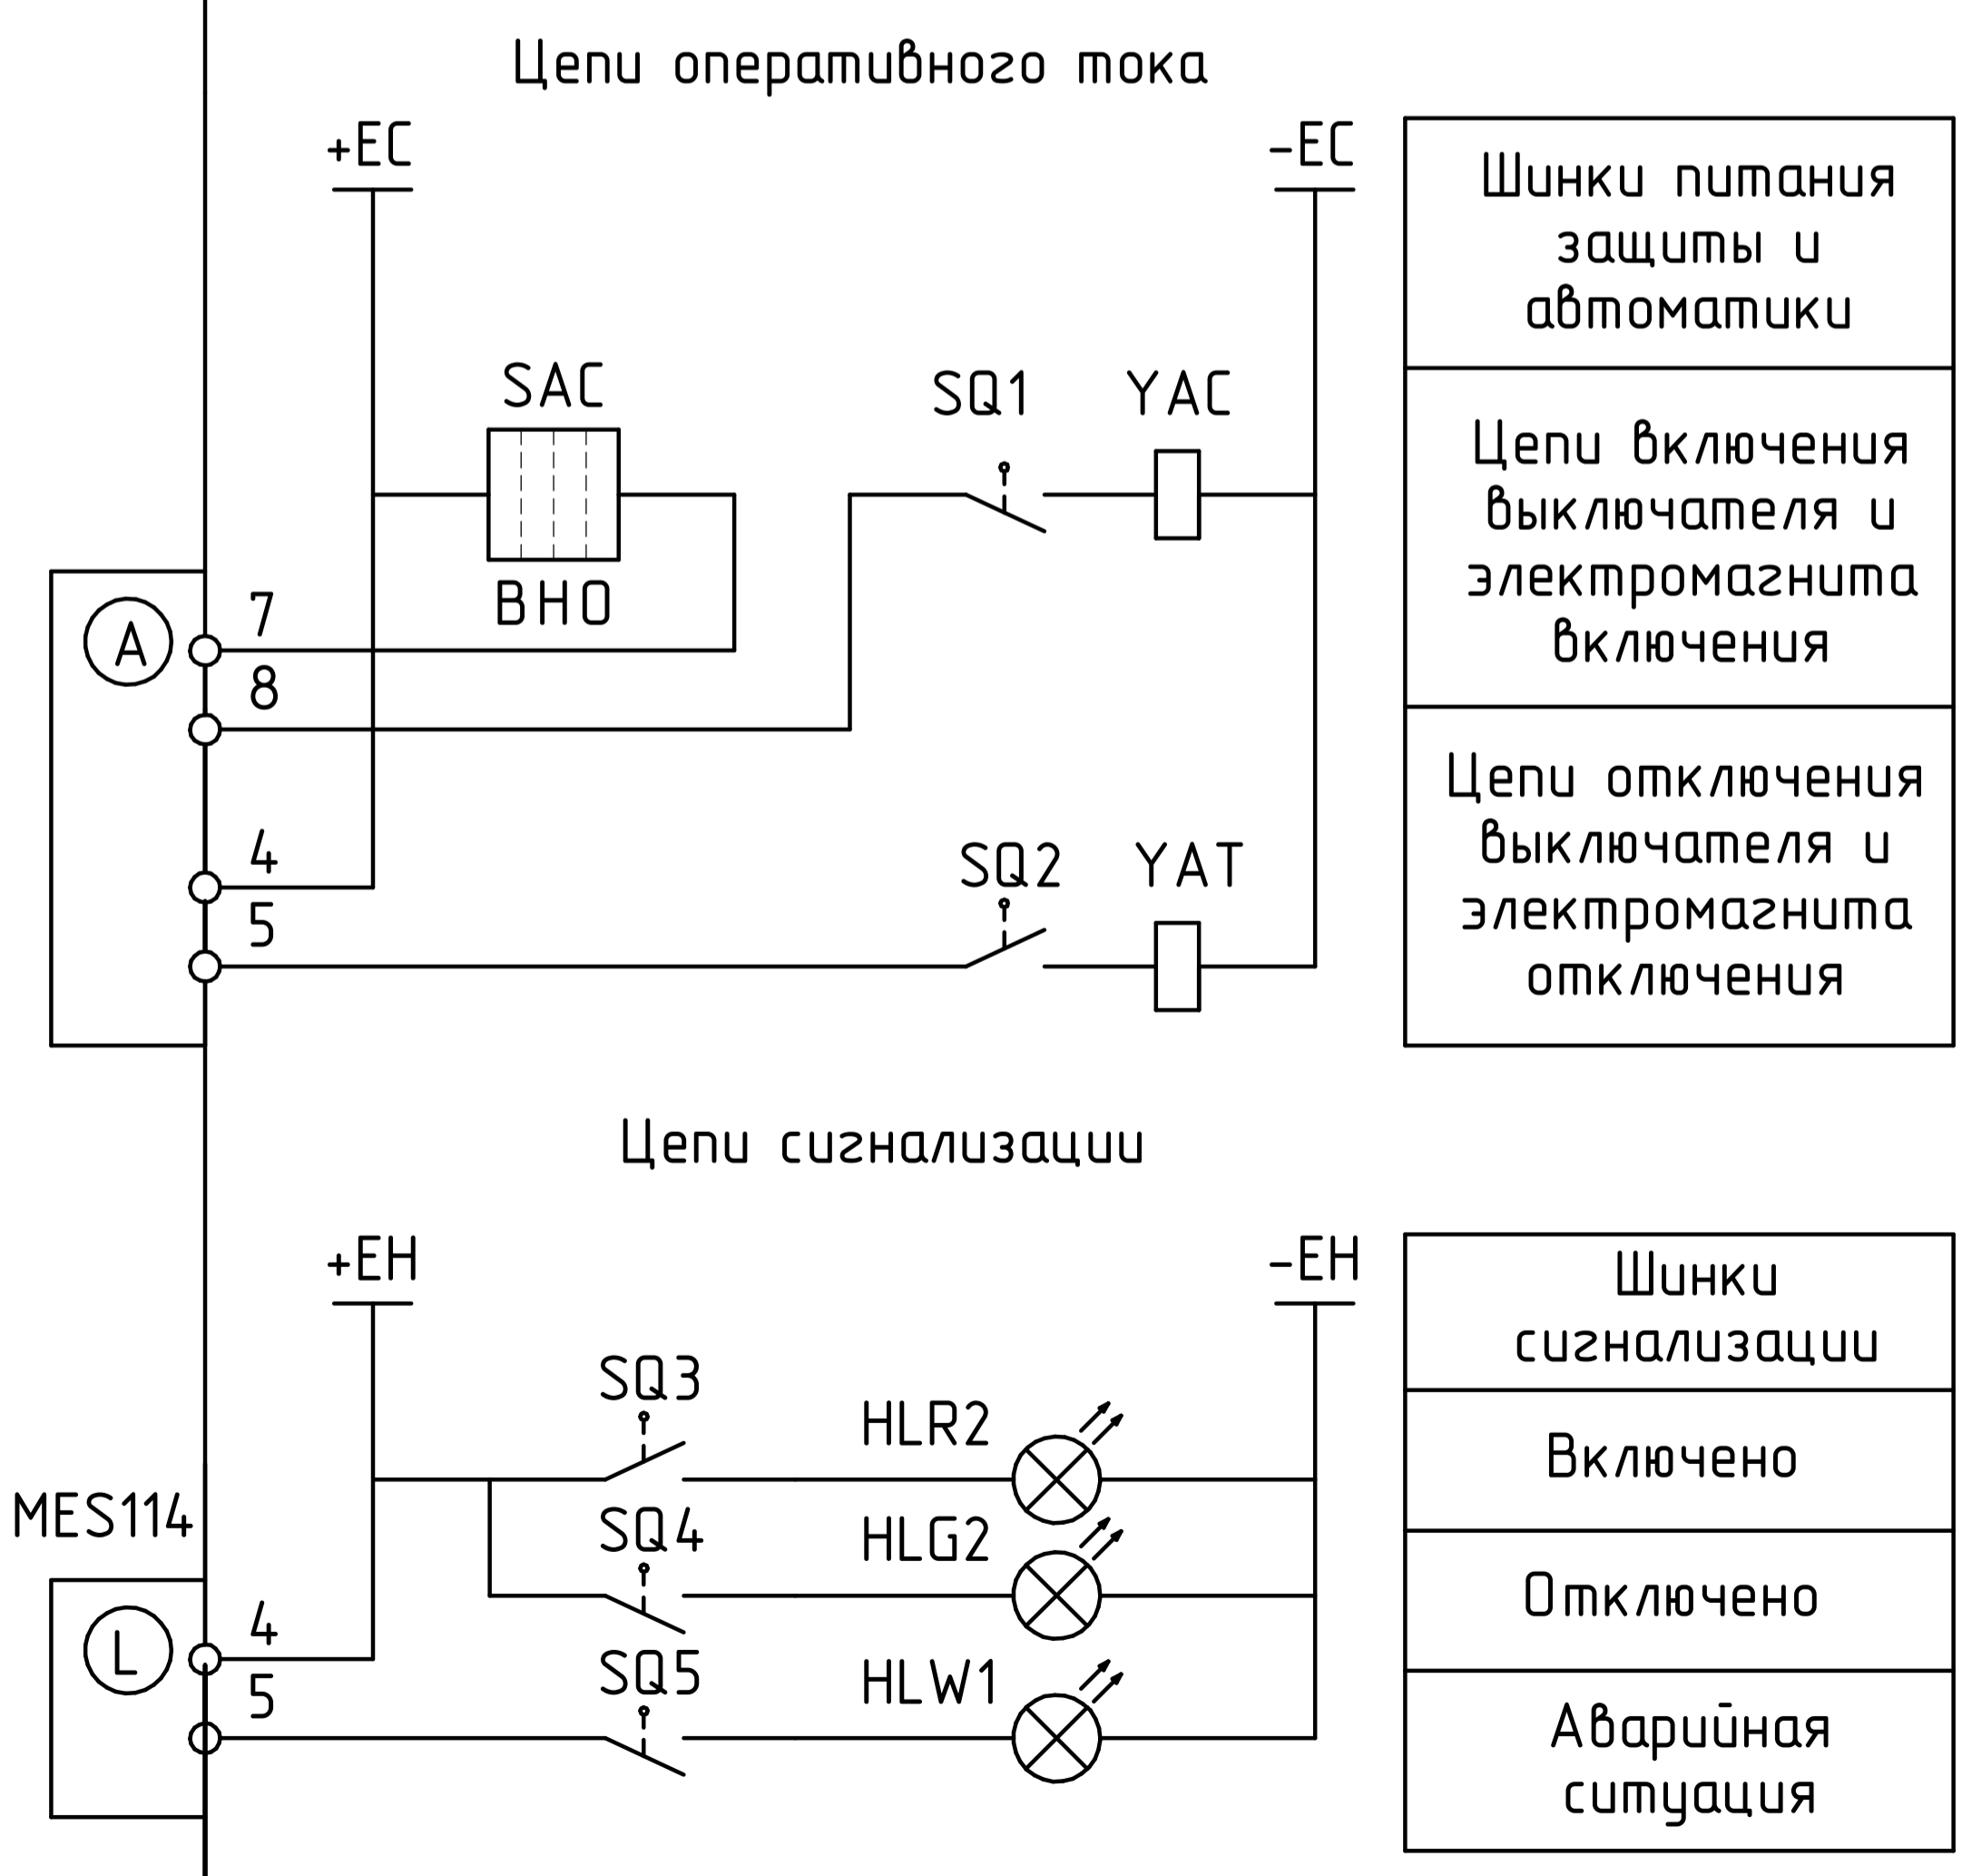 Цепи оперативного тока
+EC
-EC
Шинки питания
защиты и
автоматики
SAC
В Н О
SQ1
YAC
Цепи включения
выключателя и
электромагнита
включения
A
7
8
4
5
SQ2
YAT
Цепи отключения
выключателя и
электромагнита
отключения
Цепи сигнализации
+EH
-EH
Шинки
сигнализации
SQ3
HLR2
Включено
SQ4
HLG2
Отключено
MES114
L
4
5
SQ5
HLW1
Аварийная
ситуация